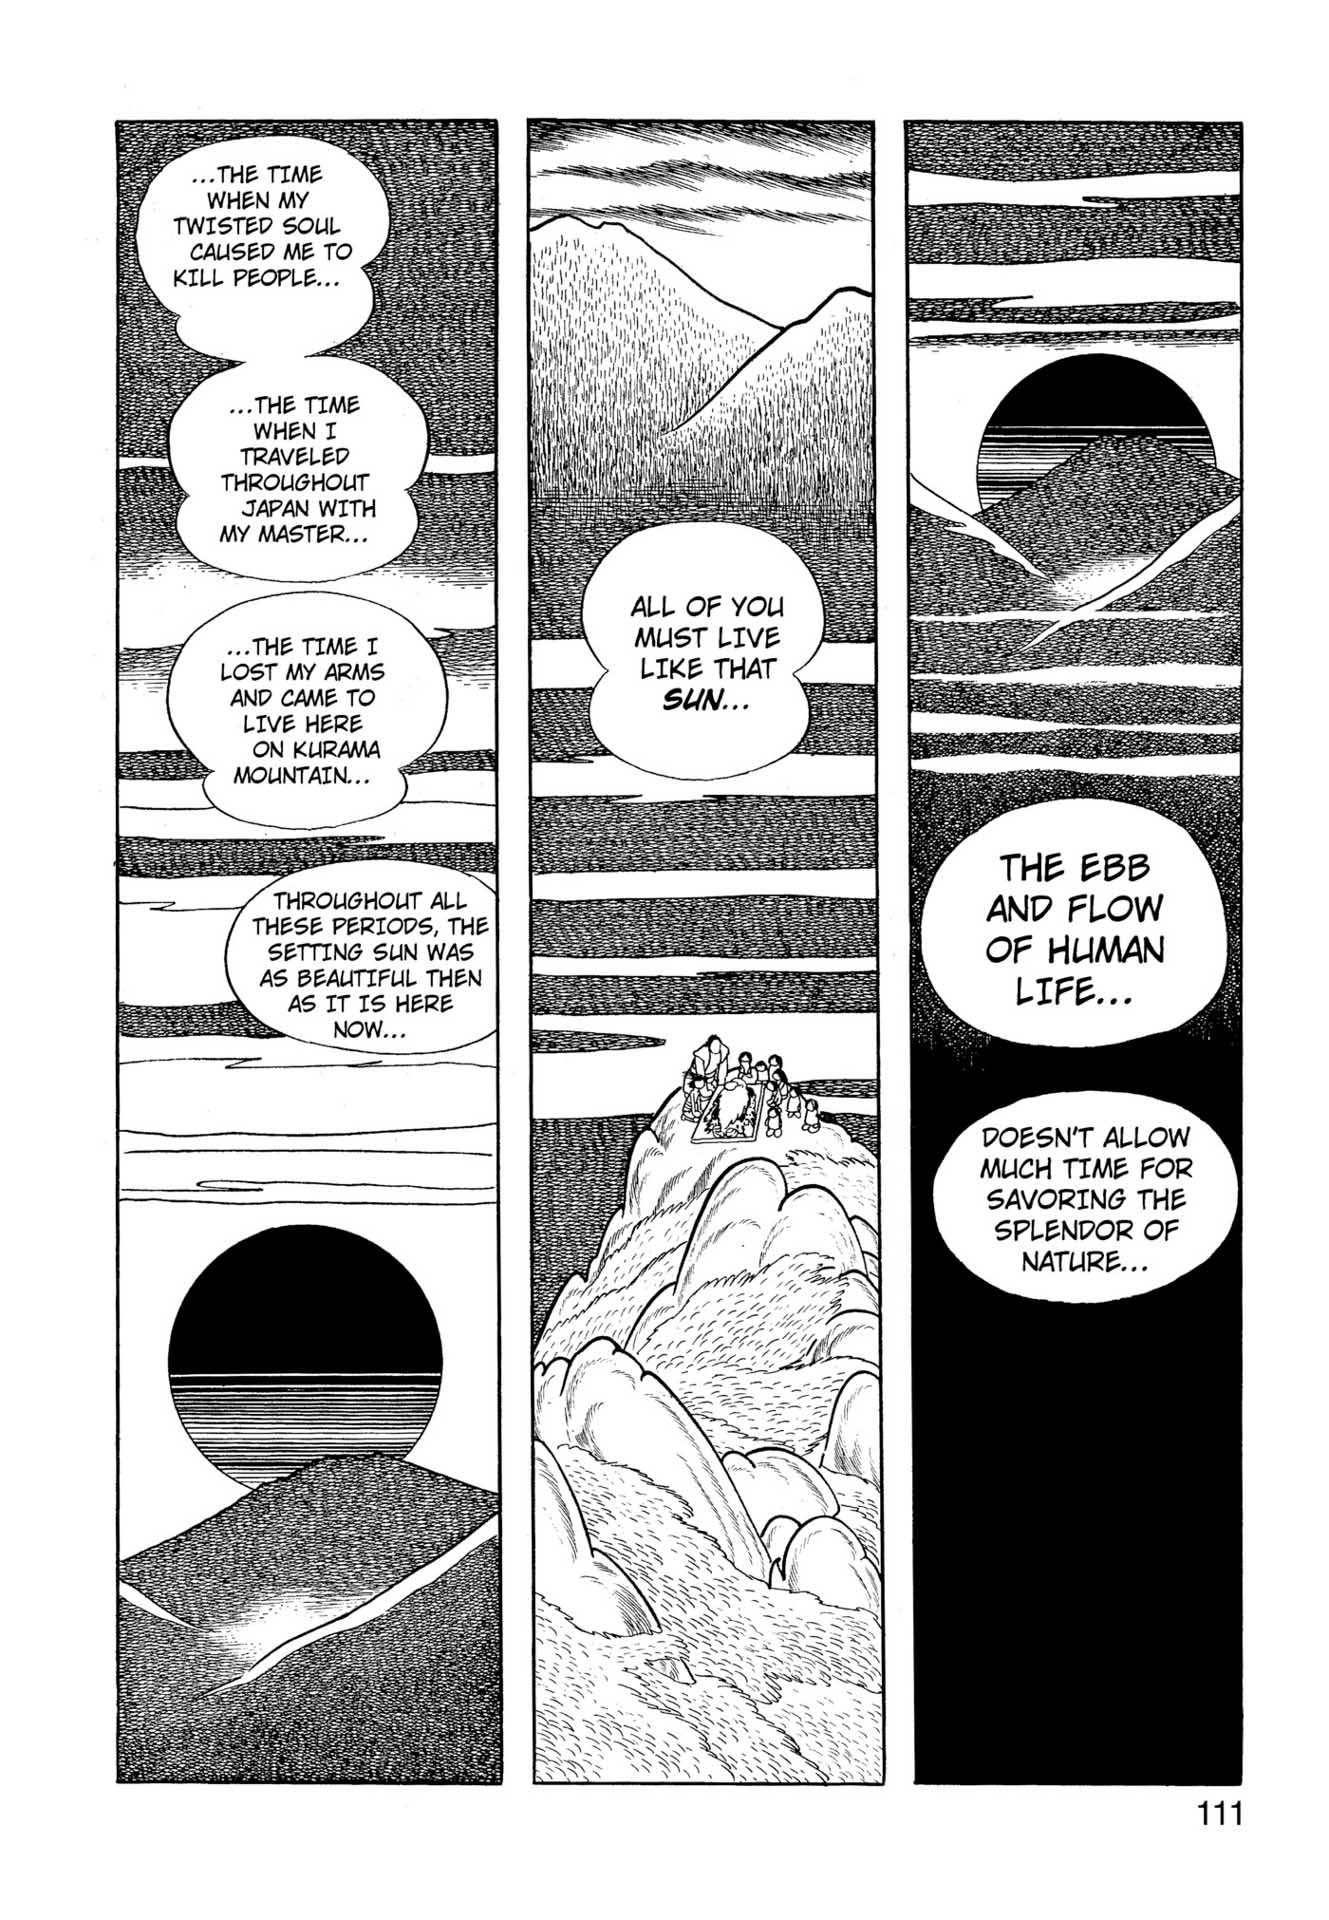 ...THE TIME
WHEN MY
TWISTED SOUL
CAUSED ME TO
KILL PEOPLE...
...THE TIME
WHEN I
TRAVELED
THROUGHOUT
JAPAN WITH
MY MASTER...
...THE TIME I
LOST MY ARMS
AND CAME TO
LIVE HERE
ON KURAMA
MOUNTAIN...
THROUGHOUT ALL
THESE PERIODS, THE
SETTING SUN WAS
AS BEAUTIFUL THEN
AS IT IS HERE
NOW...
ALL OF YOU
MUST LIVE
LIKE THAT
SUN...
THE EBB
AND FLOW
OF HUMAN
LIFE...
DOESN'T ALLOW
MUCH TIME FOR
SAVORING THE
SPLENDOR OF
NATURE...
111